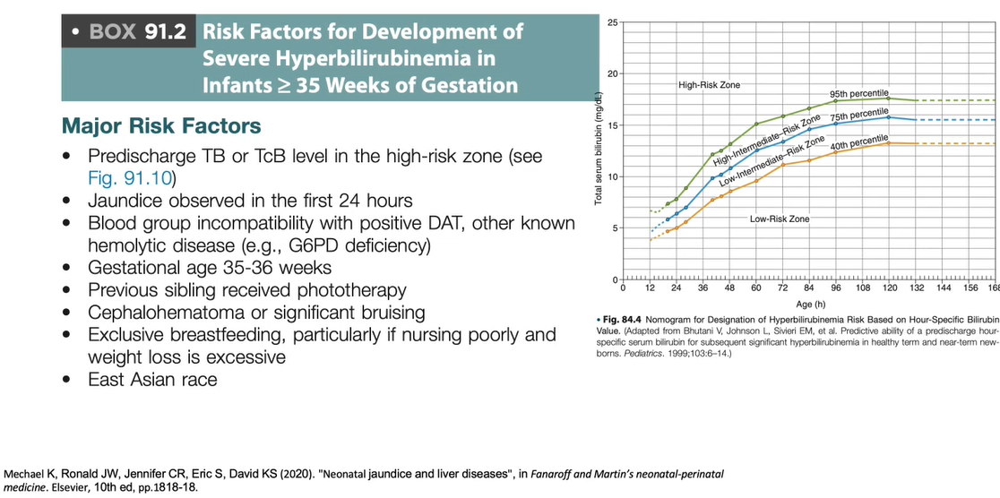 • BOX 91.2 Risk Factors for Development of
Severe Hyperbilirubinemia in
Infants ≥ 35 Weeks of Gestation
Major Risk Factors
• Predischarge TB or TcB level in the high-risk zone (see
Fig. 91.10)
• Jaundice observed in the first 24 hours
• Blood group incompatibility with positive DAT, other known
hemolytic disease (e.g., G6PD deficiency)
• Gestational age 35-36 weeks
• Previous sibling received phototherapy
• Cephalohematoma or significant bruising
• Exclusive breastfeeding, particularly if nursing poorly and
weight loss is excessive
• East Asian race
Total serum bilirubin (mg/dL)
25
20
15
10
5
0
High-Risk Zone
95th percentile
High-Intermediate–Risk Zone
75th percentile
Low-Intermediate–Risk Zone
40th percentile
Low-Risk Zone
0 12 24 36 48 60 72 84 96 108 120 132 144 156 168
Age (h)
• Fig. 84.4 Nomogram for Designation of Hyperbilirubinemia Risk Based on Hour-Specific Bilirubin
Value. (Adapted from Bhutani V, Johnson L, Sivieri EM, et al. Predictive ability of a predischarge hour-
specific serum bilirubin for subsequent significant hyperbilirubinemia in healthy term and near-term new-
borns. Pediatrics. 1999;103:6–14.)
Mechael K, Ronald JW, Jennifer CR, Eric S, David KS (2020). "Neonatal jaundice and liver diseases", in Fanaroff and Martin's neonatal-perinatal
medicine. Elsevier, 10th ed, pp.1818-18.